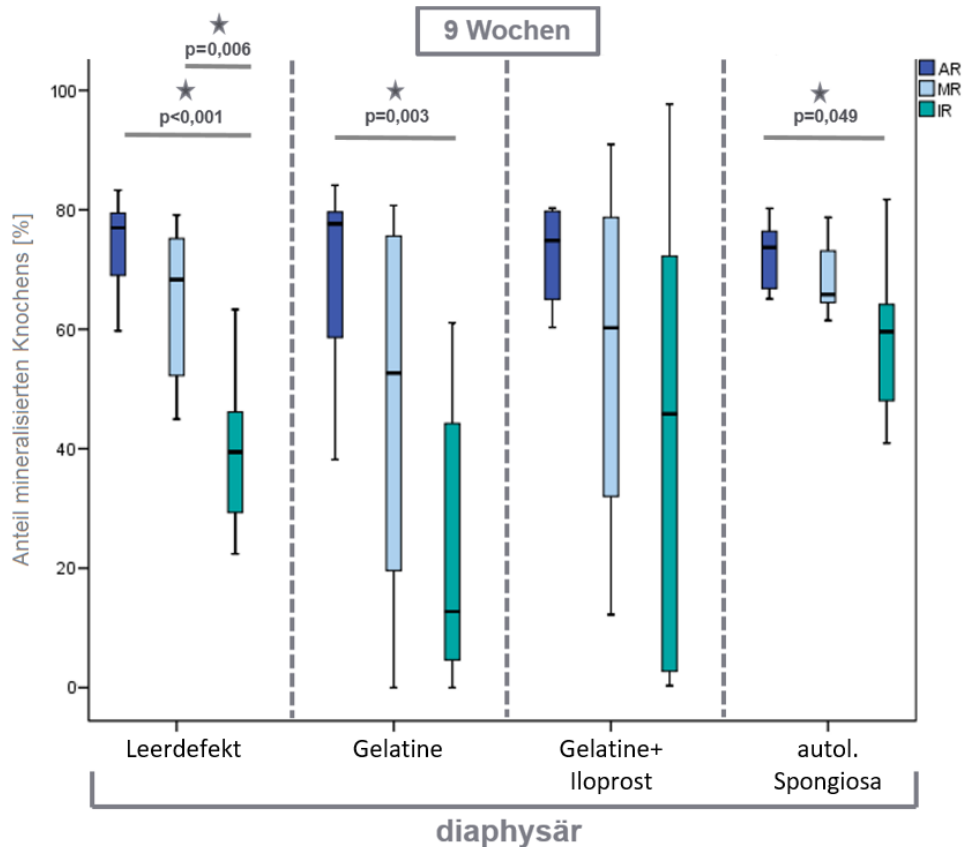 9 Wochen
p=0,006
p<0,001
p=0,003
p=0,049
AR
MR
IR
Anteil mineralisierten Knochens [%]
100
80
60
40
20
0
Leerdefekt
Gelatine
Gelatine+
Iloprost
autol.
Spongiosa
diaphysär